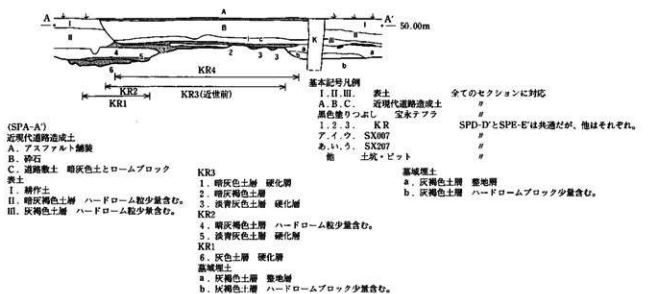 A
A
A'
50.00m
I
I
II
B
II
K
III
C
a
a
4
5
2
3
3
b
b
6
KR4
KR2
KR3(近世前)
KR1
基本記号凡例
I.II.III. 表土 全てのセクションに対応
A.B.C. 近現代道路造成土 〃
黒色塗りつぶし 宝永テフラ 〃
1.2.3. KR SPD-D'とSPE-E'は共通だが、他はそれぞれ。
ア.イ.ウ. SX007 〃
あ.い.う. SX207 〃
他 土坑・ピット 〃
(SPA-A')
近現代道路造成土
A. アスファルト舗装
B. 砕石
C. 道路敷土 暗灰色土とロームブロック
表土
I. 耕作土
II. 暗灰褐色土層 ハードローム粒少量含む。
III. 灰褐色土層 ハードローム粒少量含む。
KR3
1. 暗灰色土層 硬化層
2. 暗灰褐色土層
3. 淡青灰色土層 硬化層
KR2
4. 暗灰褐色土層 ハードローム粒少量含む。
5. 淡青灰色土層 硬化層
KR1
6. 灰色土層 硬化層
墓域埋土
a. 灰褐色土層 整地層
b. 灰褐色土層 ハードロームブロック少量含む。
墓域埋土
a. 灰褐色土層 整地層
b. 灰褐色土層 ハードロームブロック少量含む。